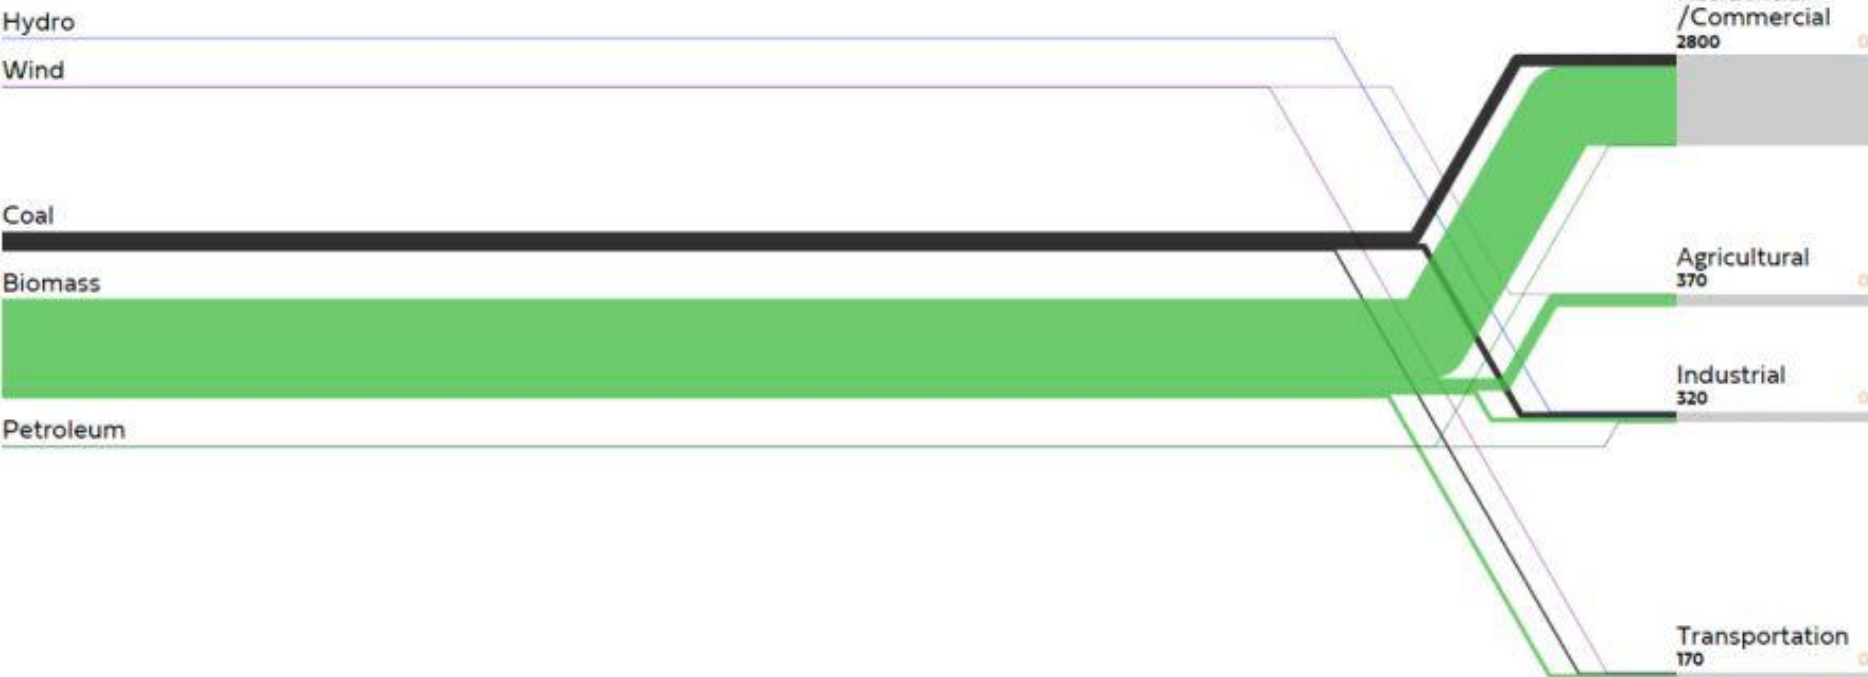 Hydro
Wind
Coal
Biomass
Petroleum
/Commercial
2800
Agricultural
370
Industrial
320
Transportation
170